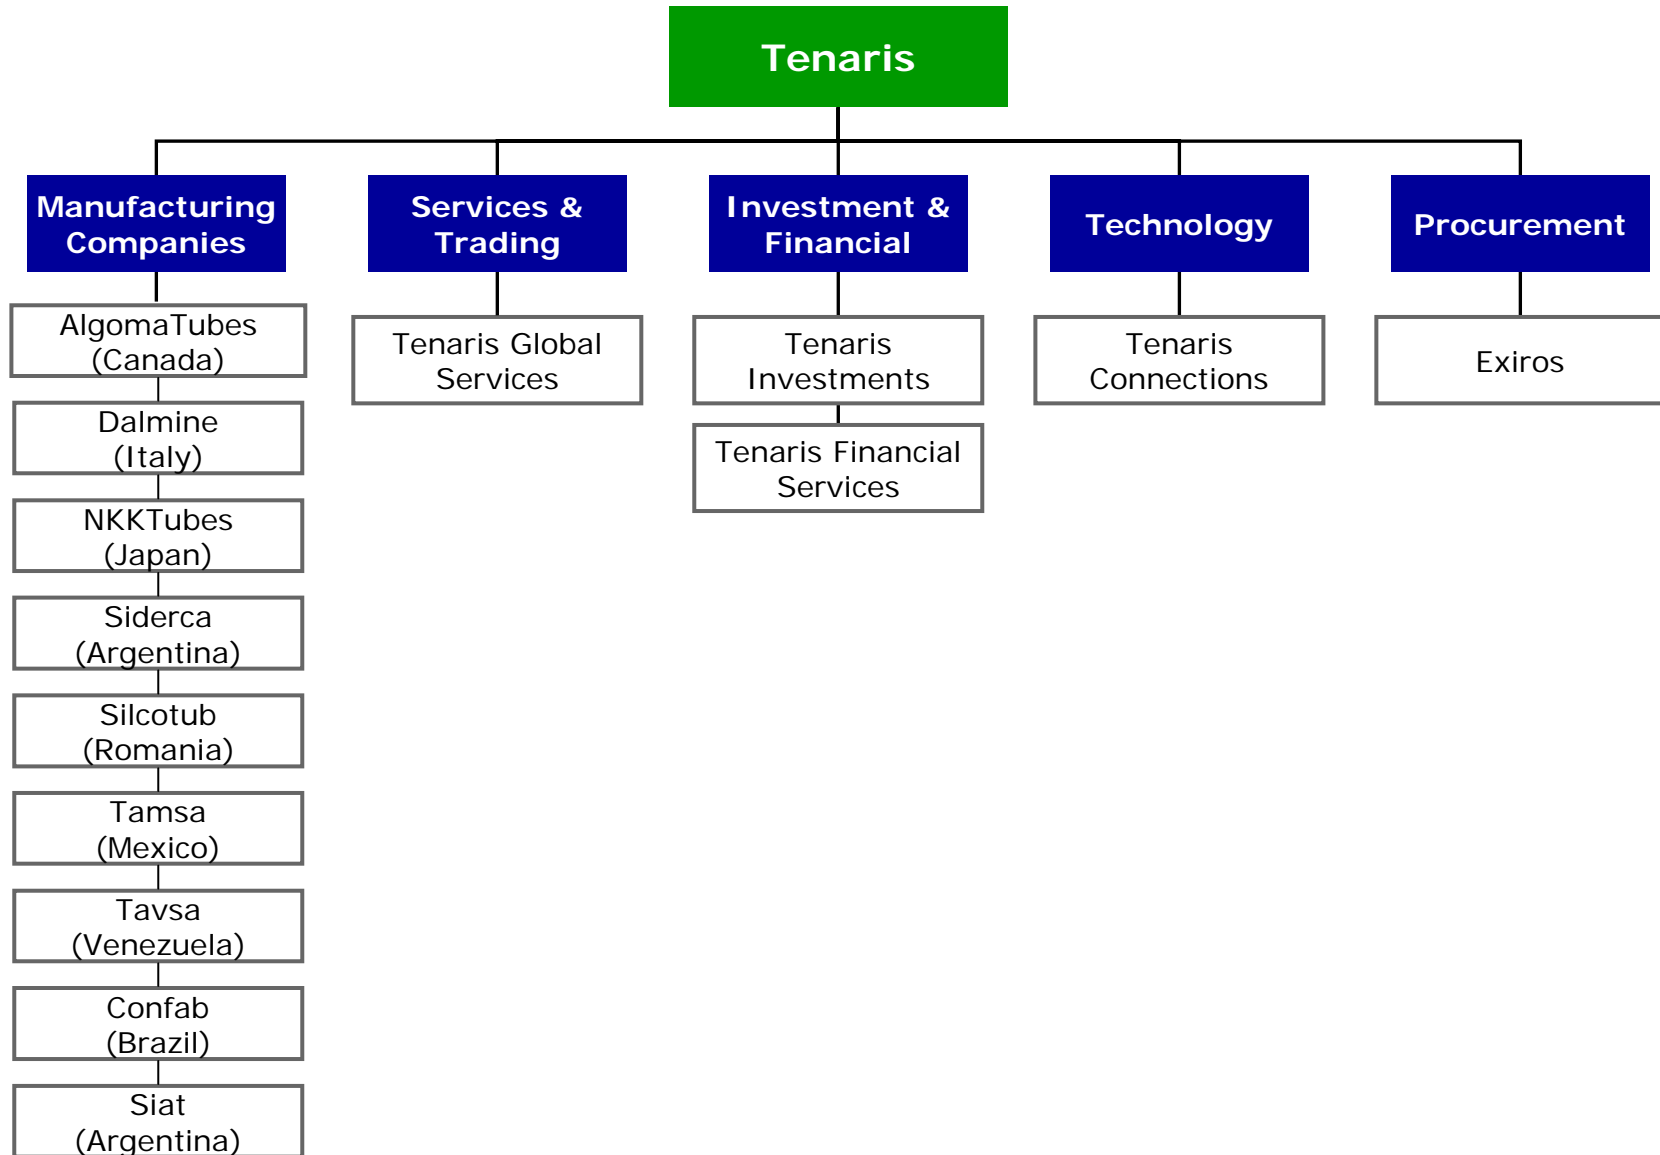 Tenaris
Manufacturing
Companies
Services &
Trading
Investment &
Financial
Technology
Procurement
AlgomaTubes
(Canada)
Dalmine
(Italy)
NKKTubes
(Japan)
Siderca
(Argentina)
Silcotub
(Romania)
Tamsa
(Mexico)
Tavsa
(Venezuela)
Confab
(Brazil)
Siat
(Argentina)
Tenaris Global
Services
Tenaris
Investments
Tenaris Financial
Services
Tenaris
Connections
Exiros